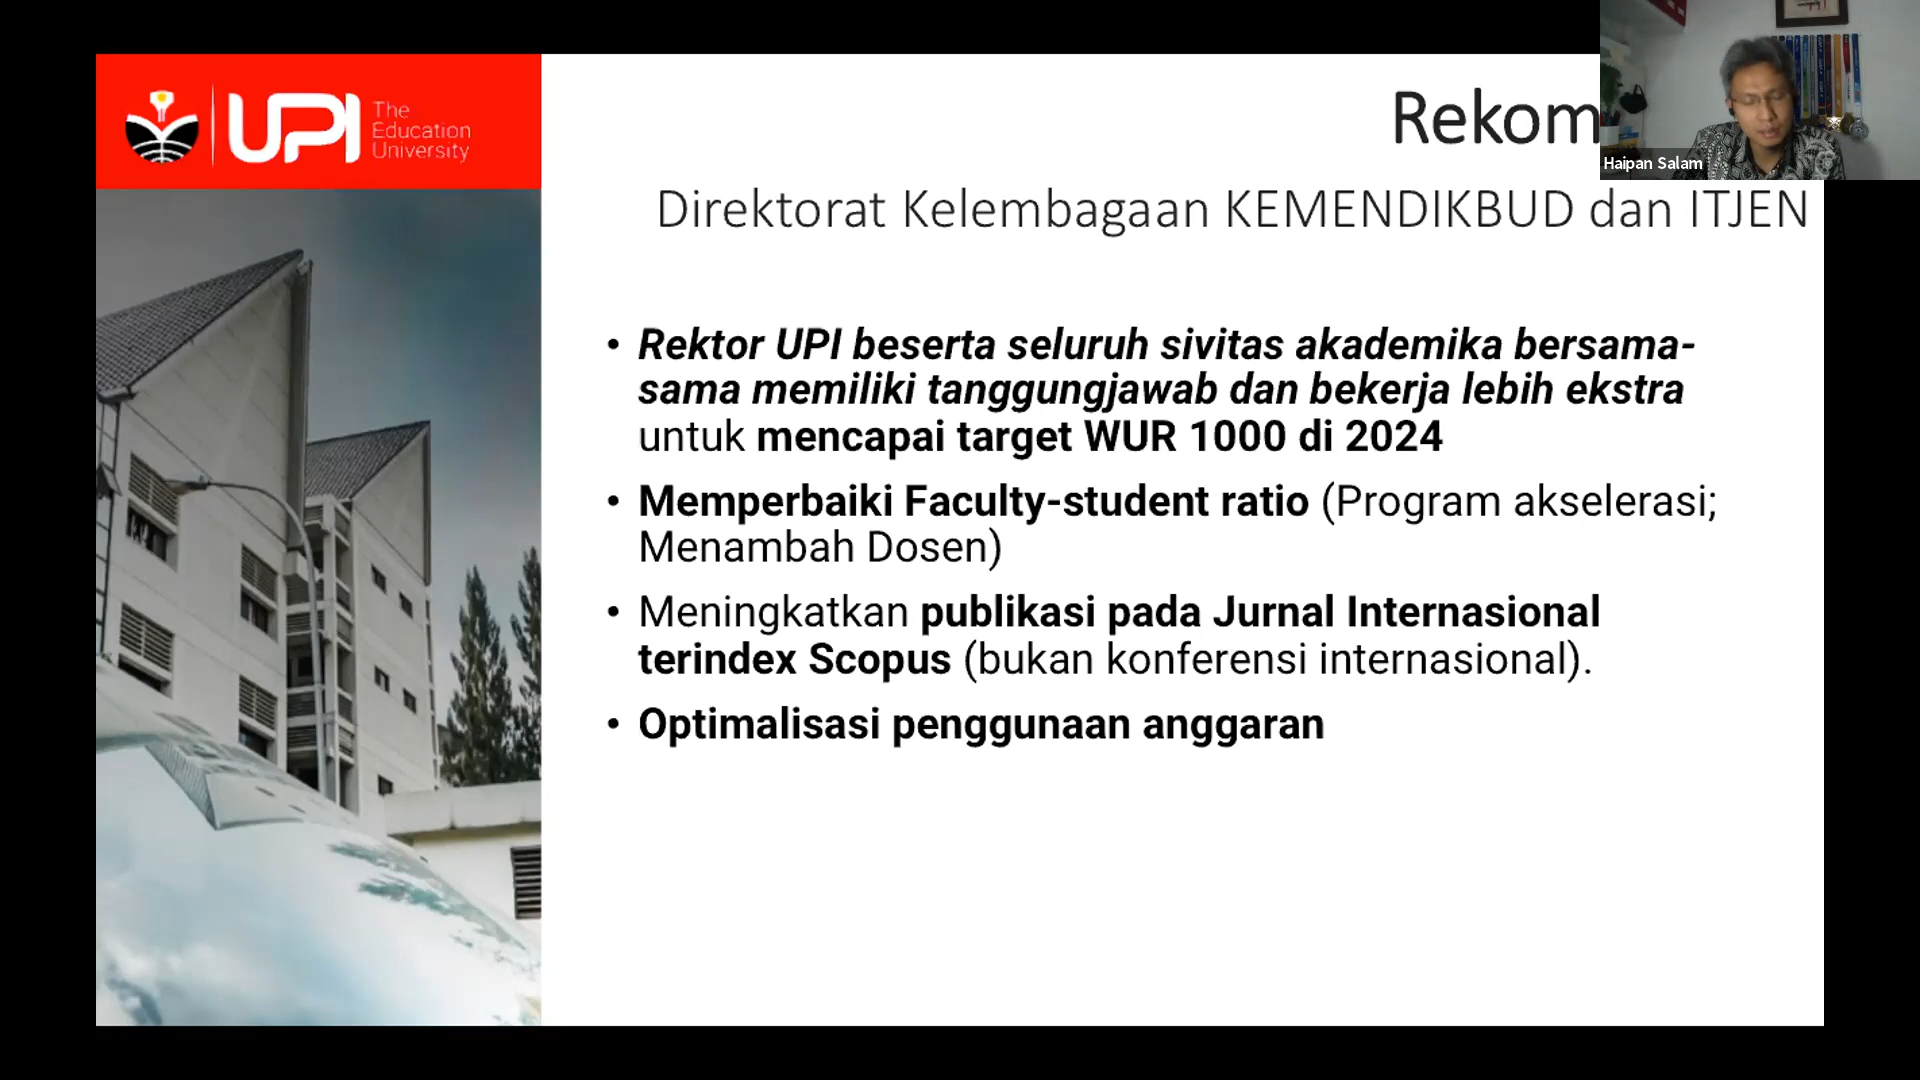 UPI
The
Education
University
Rekom
Haipan Salam
Direktorat Kelembagaan KEMENDIKBUD dan ITJEN
• Rektor UPI beserta seluruh sivitas akademika bersama-
sama memiliki tanggungjawab dan bekerja lebih ekstra
untuk mencapai target WUR 1000 di 2024
• Memperbaiki Faculty-student ratio (Program akselerasi;
Menambah Dosen)
• Meningkatkan publikasi pada Jurnal Internasional
terindex Scopus (bukan konferensi internasional).
• Optimalisasi penggunaan anggaran